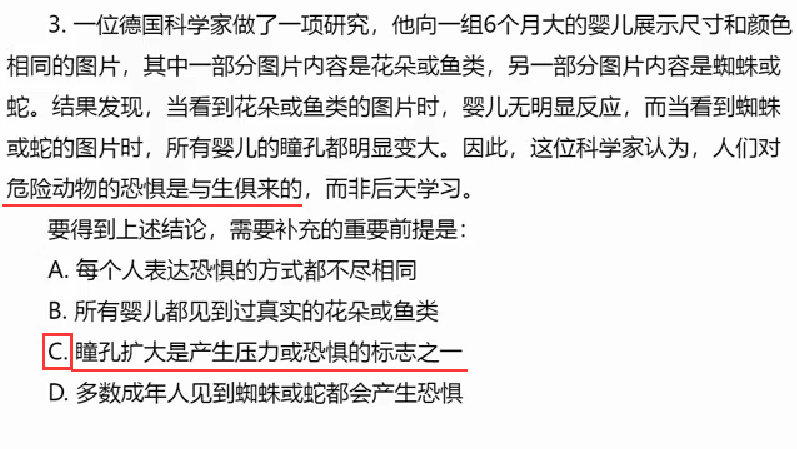 3. 一位德国科学家做了一项研究，他向一组6个月大的婴儿展示尺寸和颜色
相同的图片，其中一部分图片内容是花朵或鱼类，另一部分图片内容是蜘蛛或
蛇。结果发现，当看到花朵或鱼类的图片时，婴儿无明显反应，而当看到蜘蛛
或蛇的图片时，所有婴儿的瞳孔都明显变大。因此，这位科学家认为，人们对
危险动物的恐惧是与生俱来的，而非后天学习。
要得到上述结论，需要补充的重要前提是：
A. 每个人表达恐惧的方式都不尽相同
B. 所有婴儿都见到过真实的花朵或鱼类
C. 瞳孔扩大是产生压力或恐惧的标志之一
D. 多数成年人见到蜘蛛或蛇都会产生恐惧